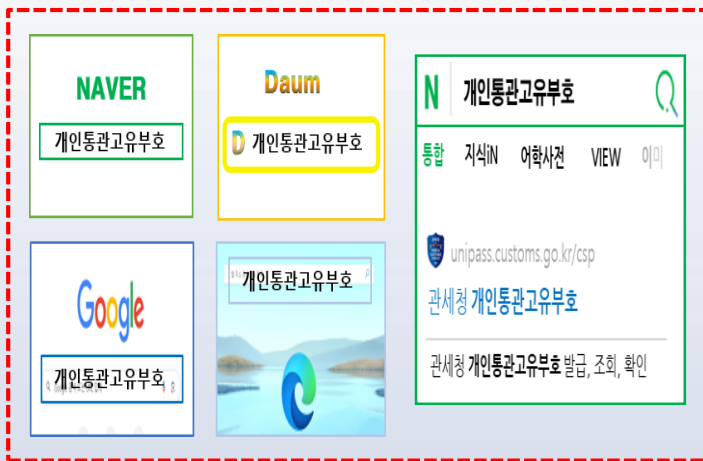 NAVER
개인통관고유부호
Daum
D 개인통관고유부호
Google
개인통관고유부호
개인통관고유부호
N 개인통관고유부호
통합 지식iN 어학사전 VIEW 이미
unipass.customs.go.kr/csp
관세청 개인통관고유부호
관세청 개인통관고유부호 발급, 조회, 확인